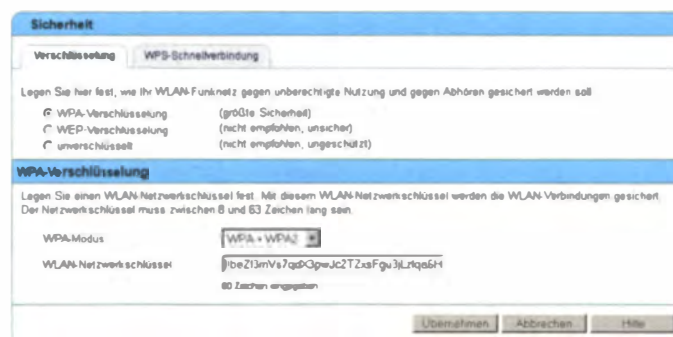 Sicherheit
Verschlüsselung WPS-Schnellverbindung
Legen Sie hier fest, wie Ihr WLAN-Funknetz gegen unberechtigte Nutzung und gegen Abhören gesichert werden soll
WPA-Verschlüsselung (größte Sicherheit)
WEP-Verschlüsselung (nicht empfohlen, unsicher)
unverschlüsselt (nicht empfohlen, ungeschützt)
WPA-Verschlüsselung
Legen Sie einen WLAN-Netzwerkschlüssel fest. Mit diesem WLAN-Netzwerkschlüssel werden die WLAN-Verbindungen gesichert.
Der Netzwerkschlüssel muss zwischen 8 und 63 Zeichen lang sein.
WPA-Modus WPA + WPA2
WLAN-Netzwerkschlüssel
60 Zeichen eingegeben
Übernehmen Abbrechen Hilfe